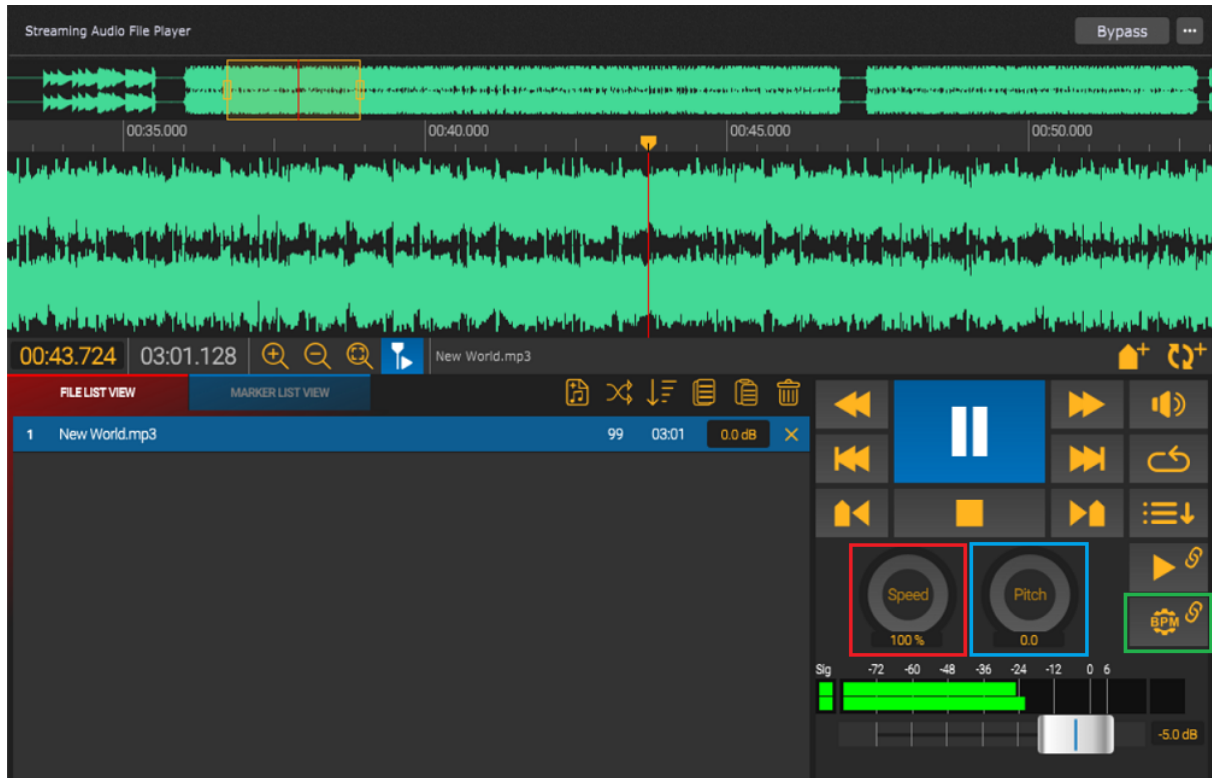 Streaming Audio File Player
Bypass
00:35.000 00:40.000 00:45.000 00:50.000
00:43.724 03:01.128 New World.mp3
FILE LIST VIEW MARKER LIST VIEW
1 New World.mp3 99 03:01 0.0 dB
Speed Pitch
100 % 0.0
BPM
Sig -72 -60 -48 -36 -24 -12 0 6
-5.0 dB